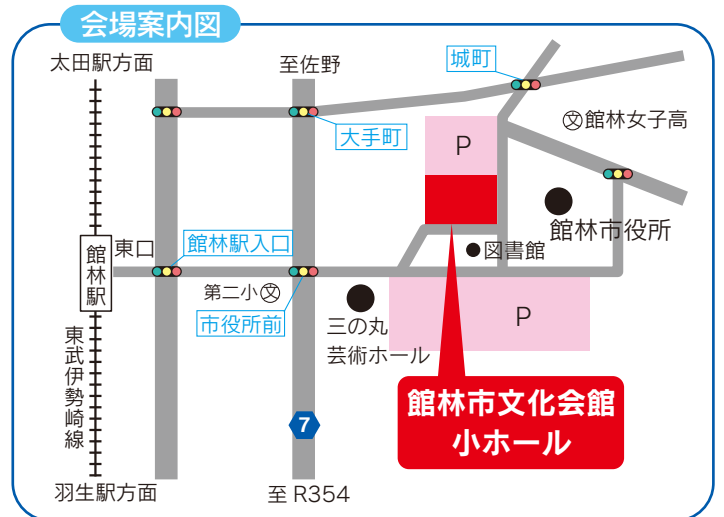 会場案内図
太田駅方面
至佐野
城町
大手町
㊫館林女子高
P
館林市役所
図書館
東口
館林駅入口
館林駅
第二小㊫
市役所前
三の丸
芸術ホール
P
東武伊勢崎線
館林市文化会館
小ホール
7
羽生駅方面
至 R354